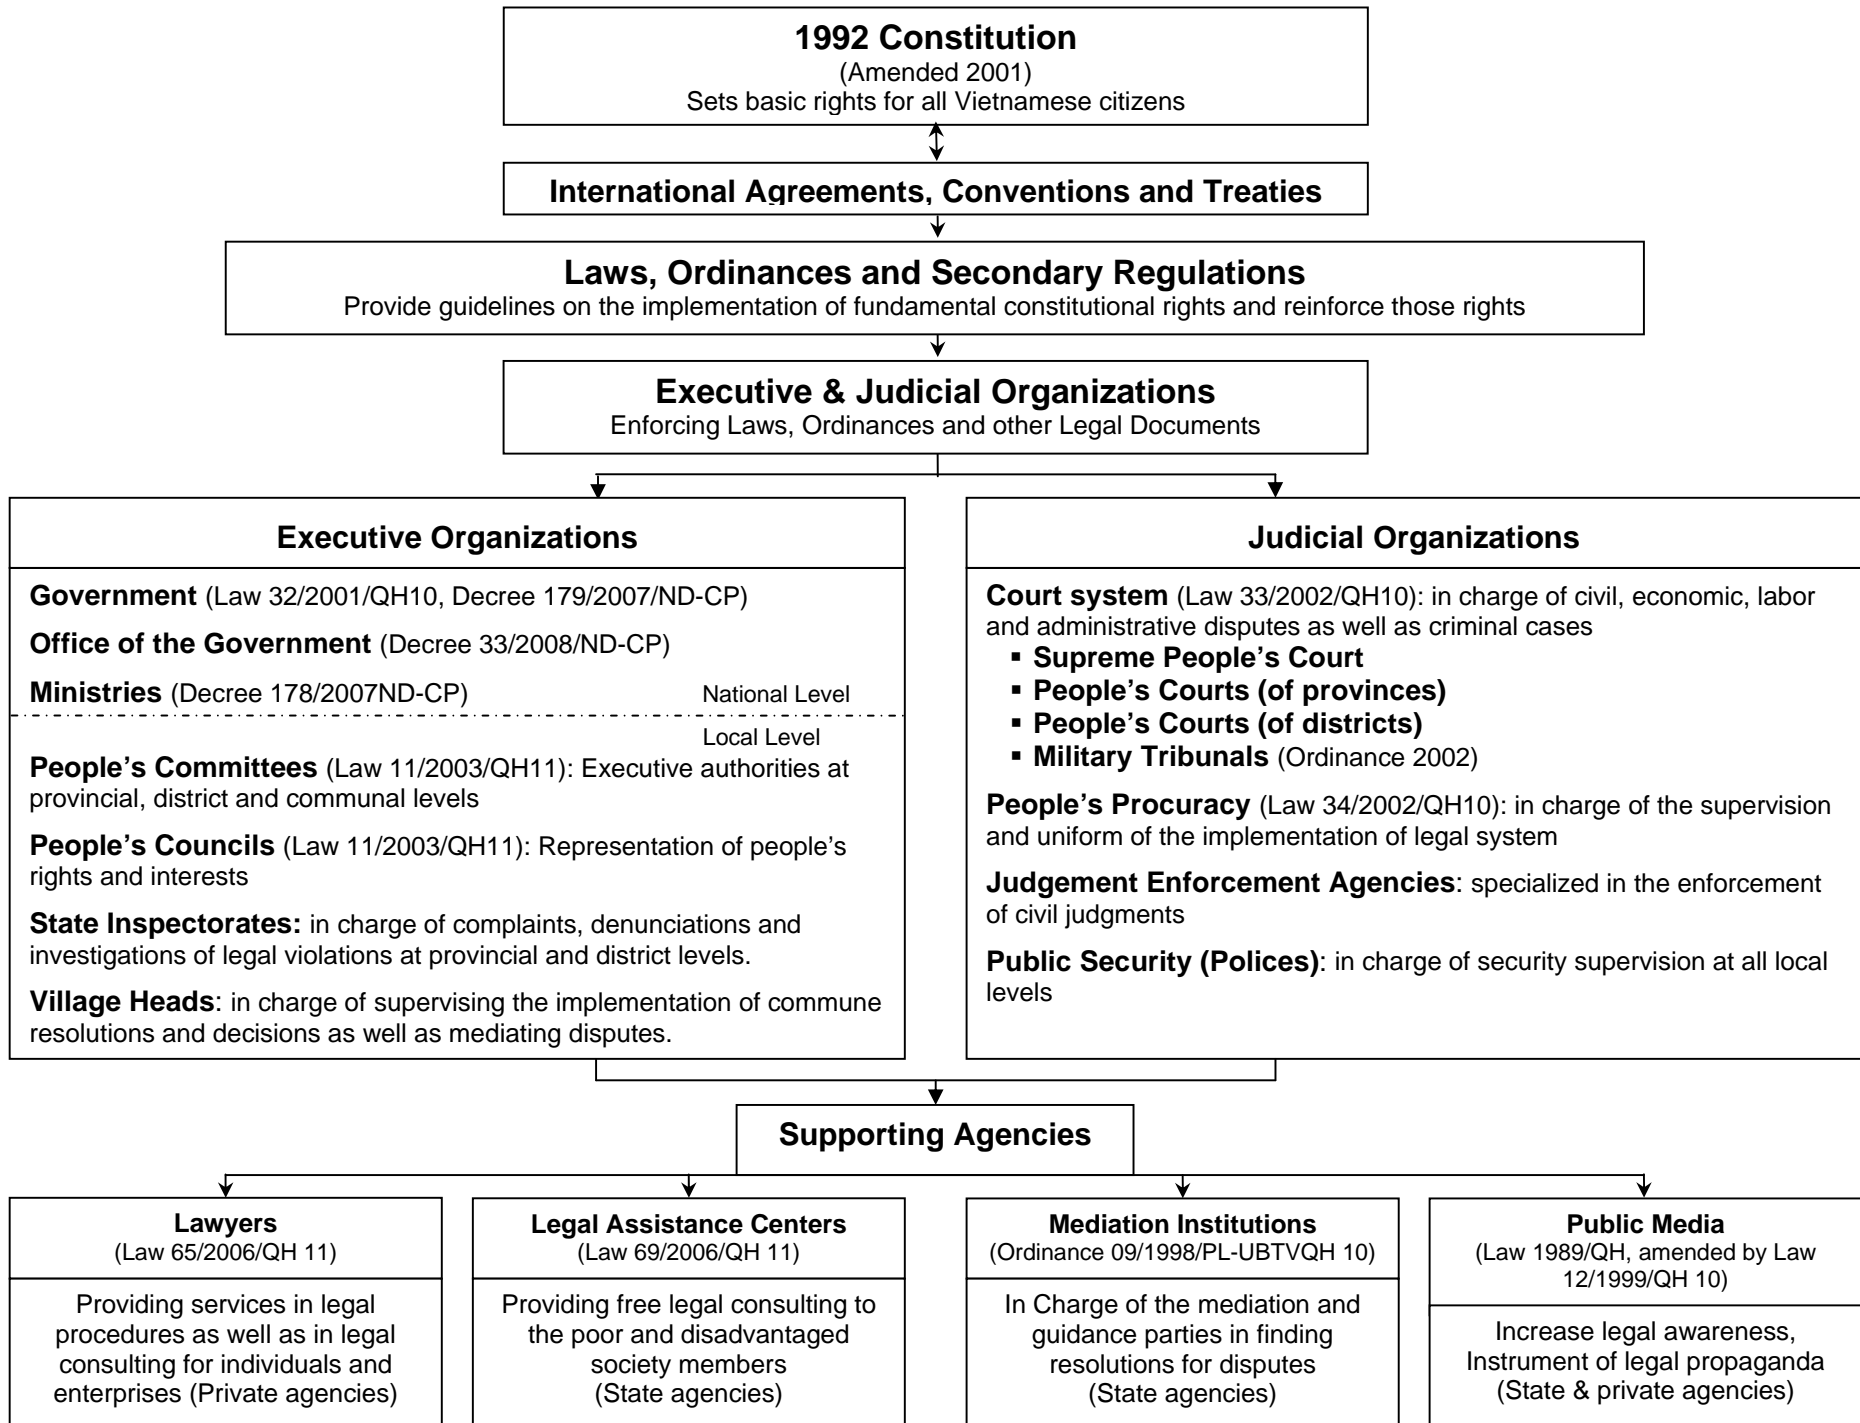 1992 Constitution
(Amended 2001)
Sets basic rights for all Vietnamese citizens
International Agreements, Conventions and Treaties
Laws, Ordinances and Secondary Regulations
Provide guidelines on the implementation of fundamental constitutional rights and reinforce those rights
Executive & Judicial Organizations
Enforcing Laws, Ordinances and other Legal Documents
Executive Organizations
Government (Law 32/2001/QH10, Decree 179/2007/ND-CP)
Office of the Government (Decree 33/2008/ND-CP)
Ministries (Decree 178/2007ND-CP)
National Level
Local Level
People's Committees (Law 11/2003/QH11): Executive authorities at
provincial, district and communal levels
People's Councils (Law 11/2003/QH11): Representation of people's
rights and interests
State Inspectorates: in charge of complaints, denunciations and
investigations of legal violations at provincial and district levels.
Village Heads: in charge of supervising the implementation of commune
resolutions and decisions as well as mediating disputes.
Judicial Organizations
Court system (Law 33/2002/QH10): in charge of civil, economic, labor
and administrative disputes as well as criminal cases
▪ Supreme People's Court
▪ People's Courts (of provinces)
▪ People's Courts (of districts)
▪ Military Tribunals (Ordinance 2002)
People's Procuracy (Law 34/2002/QH10): in charge of the supervision
and uniform of the implementation of legal system
Judgement Enforcement Agencies: specialized in the enforcement
of civil judgments
Public Security (Polices): in charge of security supervision at all local
levels
Supporting Agencies
Lawyers
(Law 65/2006/QH 11)
Providing services in legal
procedures as well as in legal
consulting for individuals and
enterprises (Private agencies)
Legal Assistance Centers
(Law 69/2006/QH 11)
Providing free legal consulting to
the poor and disadvantaged
society members
(State agencies)
Mediation Institutions
(Ordinance 09/1998/PL-UBTVQH 10)
In Charge of the mediation and
guidance parties in finding
resolutions for disputes
(State agencies)
Public Media
(Law 1989/QH, amended by Law
12/1999/QH 10)
Increase legal awareness,
Instrument of legal propaganda
(State & private agencies)